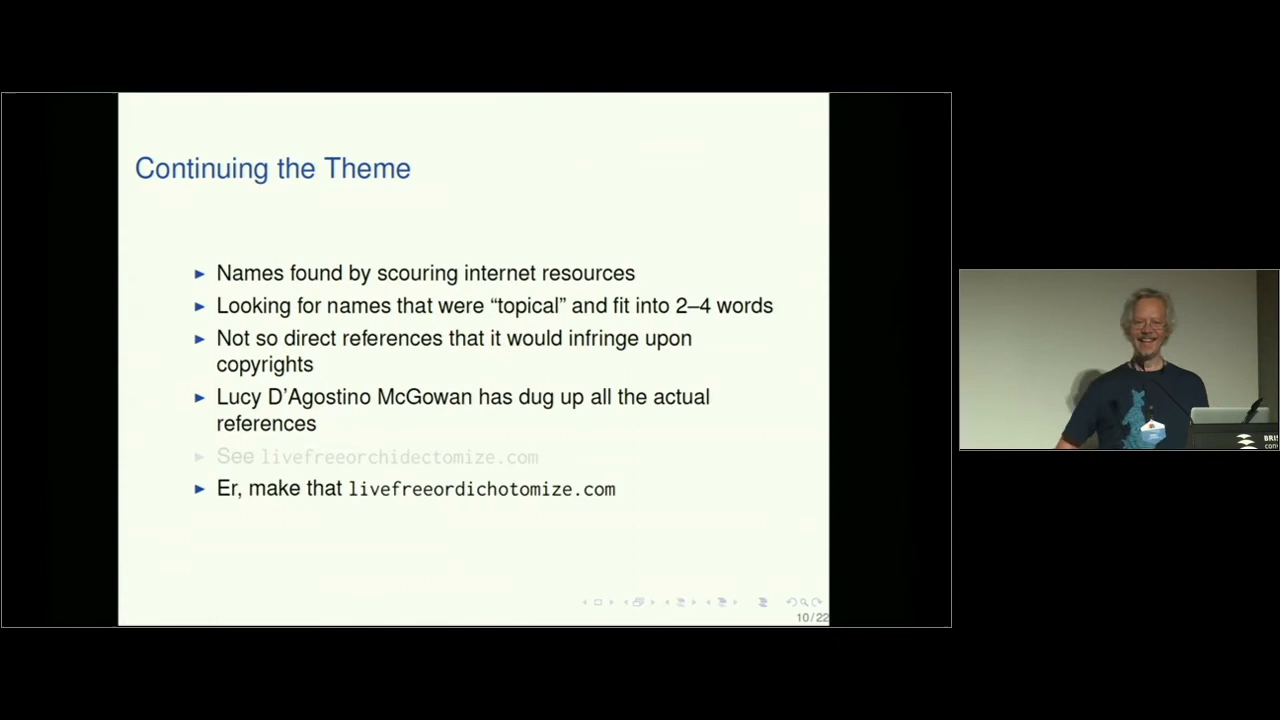 Continuing the Theme
Names found by scouring internet resources
Looking for names that were “topical” and fit into 2–4 words
Not so direct references that it would infringe upon
copyrights
Lucy D’Agostino McGowan has dug up all the actual
references
See livefreeorchidectomize.com
Er, make that livefreeordichotomize.com
10/22
BRIS
con